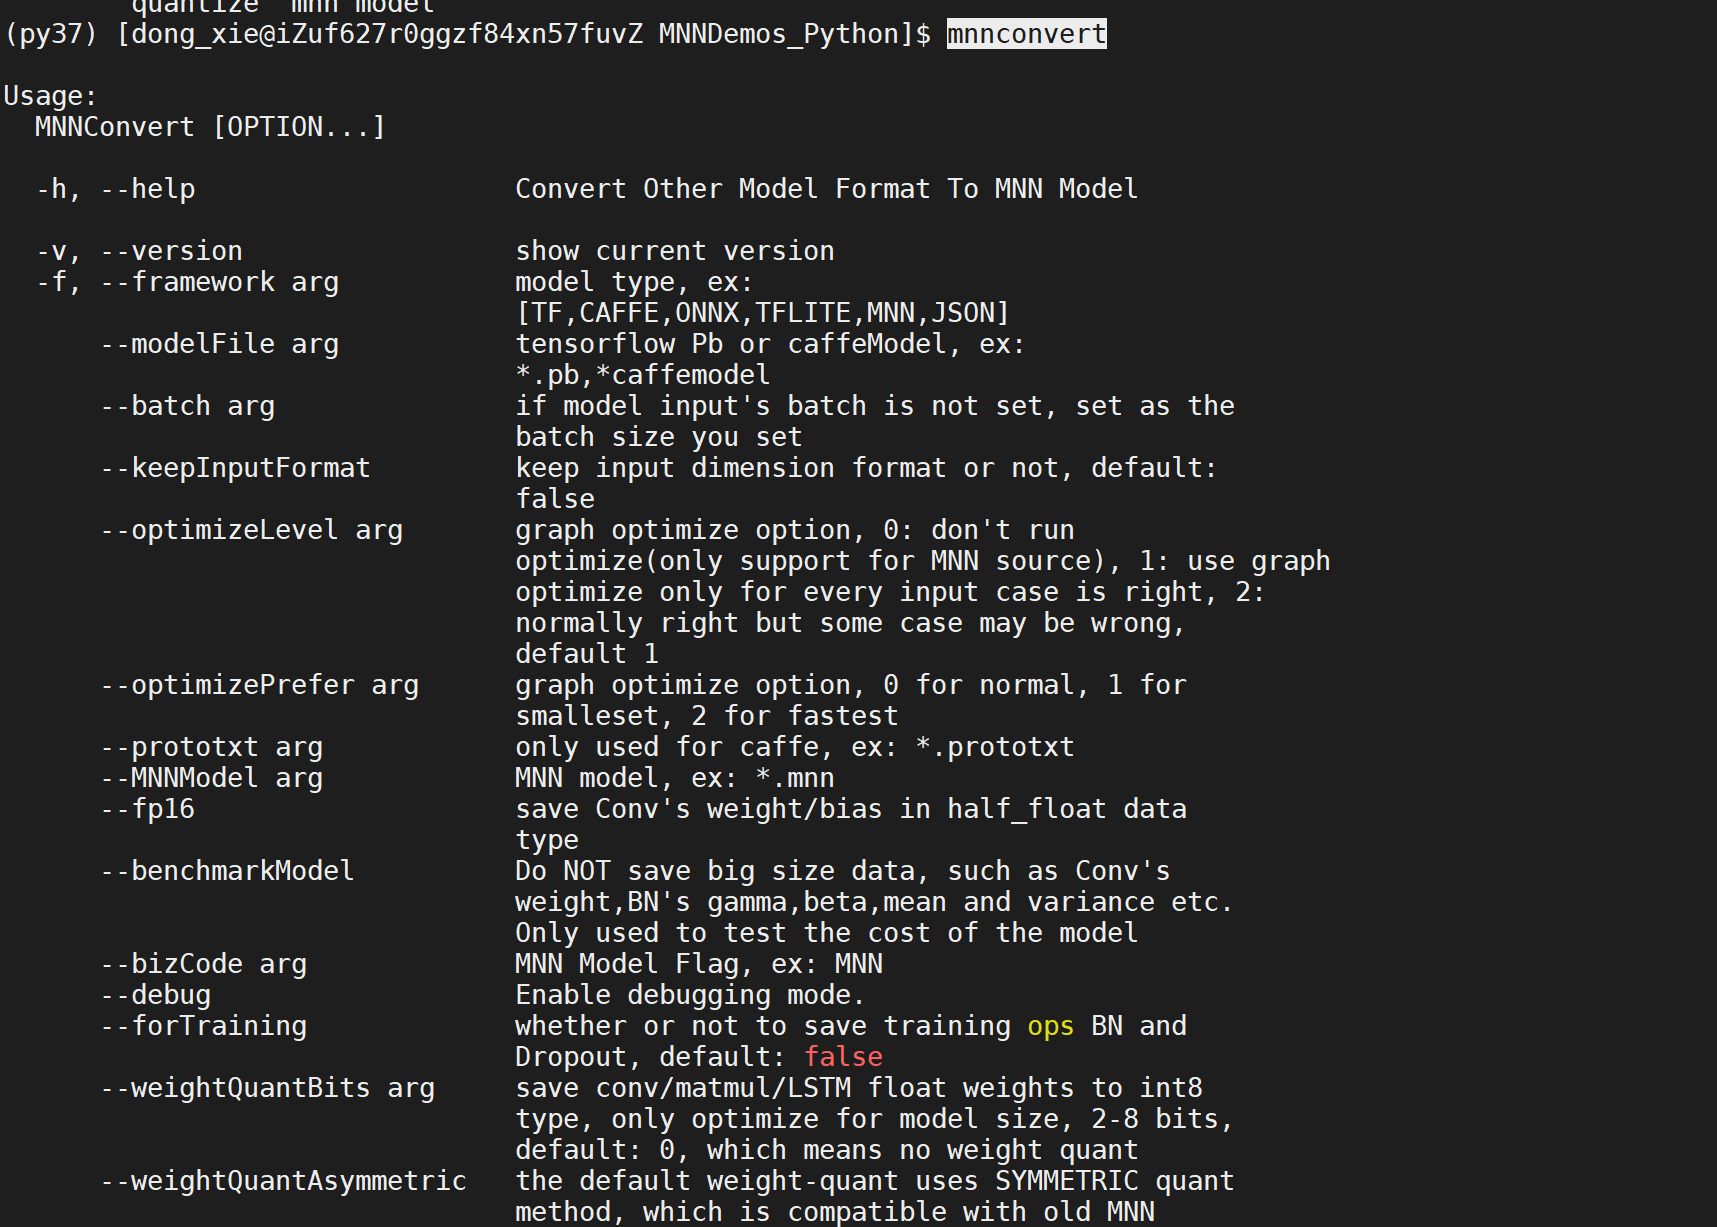 quantize  mnn model
(py37) [dong_xie@iZuf627r0ggzf84xn57fuvZ MNNDemos_Python]$ mnnconvert
Usage:
MNNConvert [OPTION...]
-h, --help Convert Other Model Format To MNN Model
-v, --version show current version
-f, --framework arg model type, ex:
[TF,CAFFE,ONNX,TFLITE,MNN,JSON]
--modelFile arg tensorflow Pb or caffeModel, ex:
*.pb,*caffemodel
--batch arg if model input's batch is not set, set as the
batch size you set
--keepInputFormat keep input dimension format or not, default:
false
--optimizeLevel arg graph optimize option, 0: don't run
optimize(only support for MNN source), 1: use graph
optimize only for every input case is right, 2:
normally right but some case may be wrong,
default 1
--optimizePrefer arg graph optimize option, 0 for normal, 1 for
smalleset, 2 for fastest
--prototxt arg only used for caffe, ex: *.prototxt
--MNNModel arg MNN model, ex: *.mnn
--fp16 save Conv's weight/bias in half_float data
type
--benchmarkModel Do NOT save big size data, such as Conv's
weight,BN's gamma,beta,mean and variance etc.
Only used to test the cost of the model
--bizCode arg MNN Model Flag, ex: MNN
--debug Enable debugging mode.
--forTraining whether or not to save training ops BN and
Dropout, default: false
--weightQuantBits arg save conv/matmul/LSTM float weights to int8
type, only optimize for model size, 2-8 bits,
default: 0, which means no weight quant
--weightQuantAsymmetric the default weight-quant uses SYMMETRIC quant
method, which is compatible with old MNN